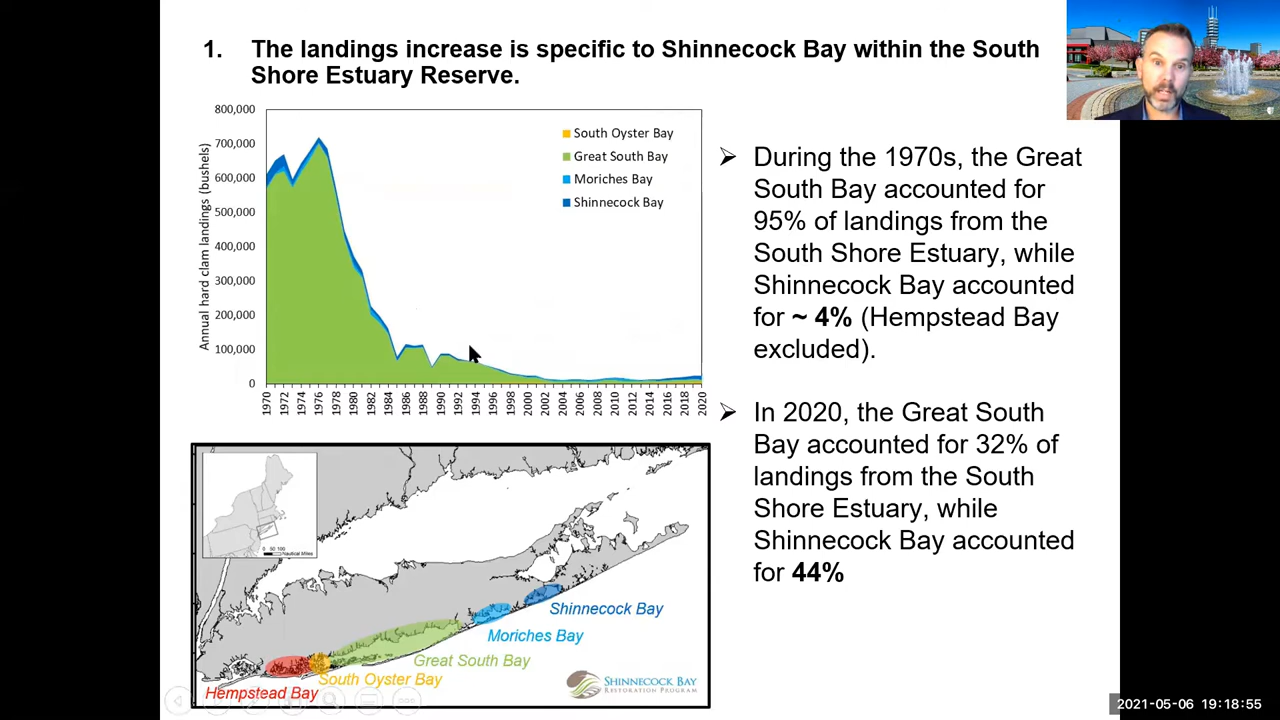 1. The landings increase is specific to Shinnecock Bay within the South
Shore Estuary Reserve.
Annual hard clam landings (bushels)
800,000
700,000
600,000
500,000
400,000
300,000
200,000
100,000
0
South Oyster Bay
Great South Bay
Moriches Bay
Shinnecock Bay
1970
1972
1974
1976
1978
1980
1982
1984
1986
1988
1990
1992
1994
1996
1998
2000
2002
2004
2006
2008
2010
2012
2014
2016
2018
2020
➢ During the 1970s, the Great
South Bay accounted for
95% of landings from the
South Shore Estuary, while
Shinnecock Bay accounted
for ~ 4% (Hempstead Bay
excluded).
➢ In 2020, the Great South
Bay accounted for 32% of
landings from the South
Shore Estuary, while
Shinnecock Bay accounted
for 44%
0 50 100
Nautical Miles
Shinnecock Bay
Moriches Bay
Great South Bay
South Oyster Bay
Hempstead Bay
SHINNECOCK BAY
RESTORATION PROGRAM
2021-05-06 19:18:55